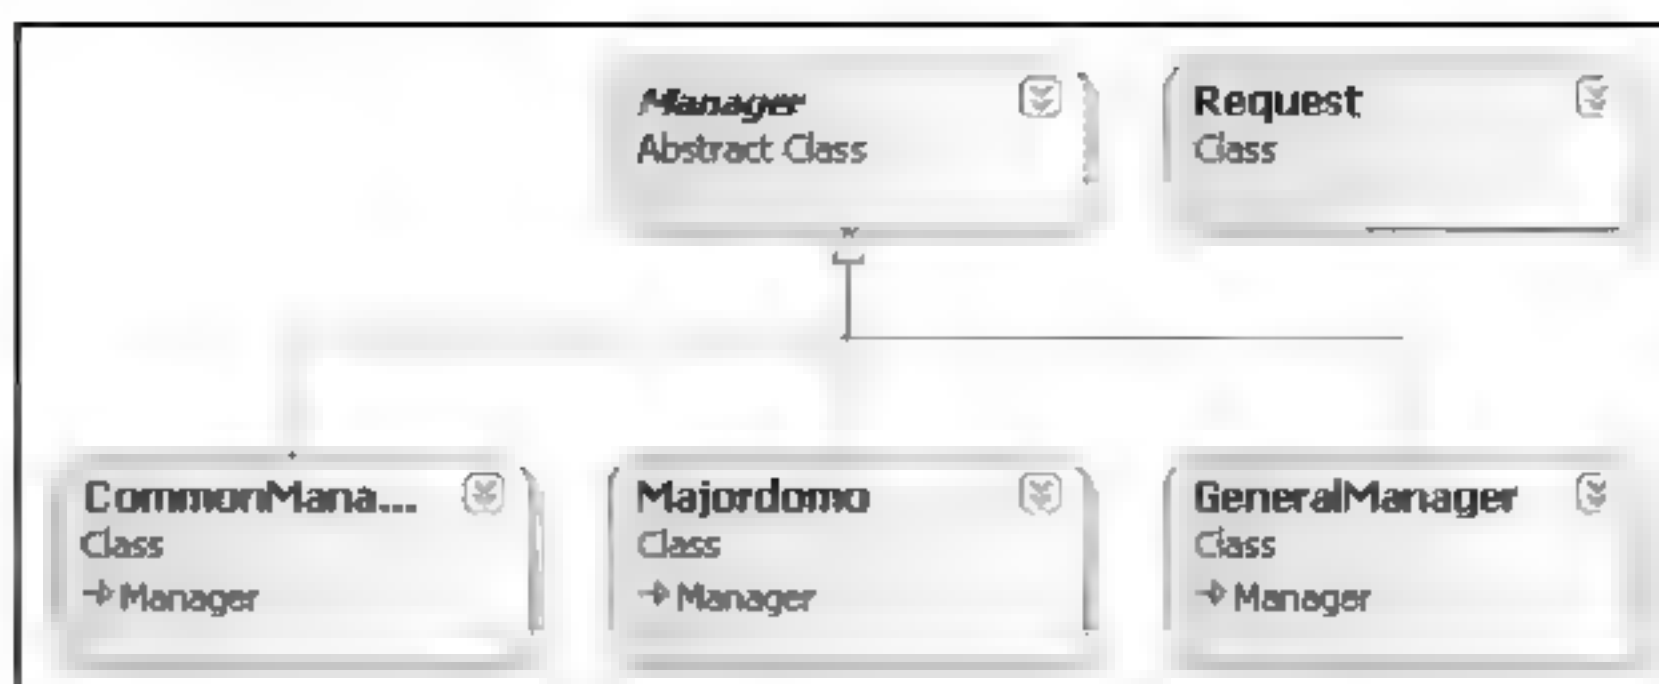 Manager
Abstract Class
Request
Class
CommonMana...
Class
Manager
Majordomo
Class
Manager
GeneralManager
Class
Manager